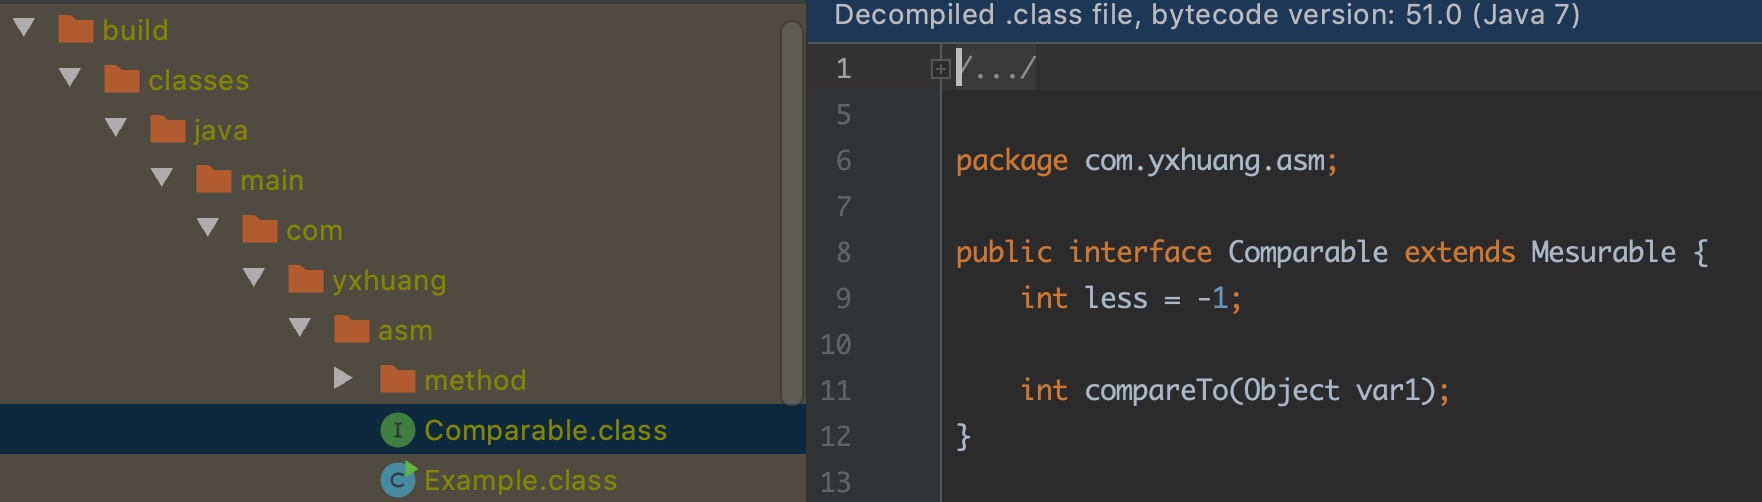 build
classes
java
main
com
yxhuang
asm
method
I Comparable.class
C Example.class
Decompiled .class file, bytecode version: 51.0 (Java 7)
1 /.../
5
6 package com.yxhuang.asm;
7
8 public interface Comparable extends Mesurable {
9 int less = -1;
10
11 int compareTo(Object var1);
12 }
13